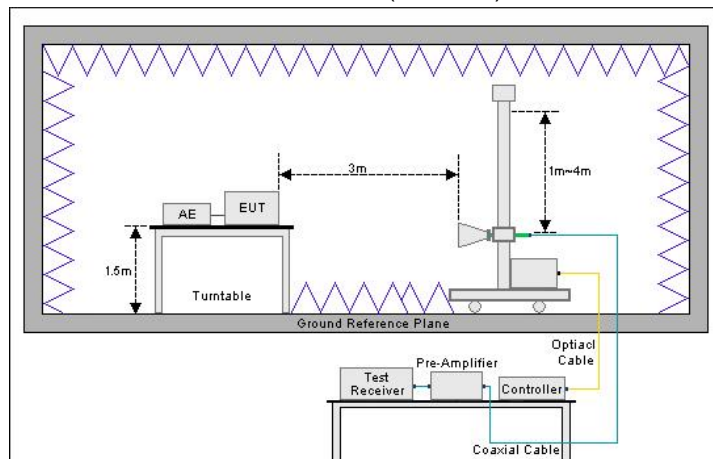 3m
1m~4m
AE
EUT
1.5m
Turntable
Ground Reference Plane
Optiacl
Cable
Pre-Amplifier
Test
Receiver
Controller
Coaxial Cable